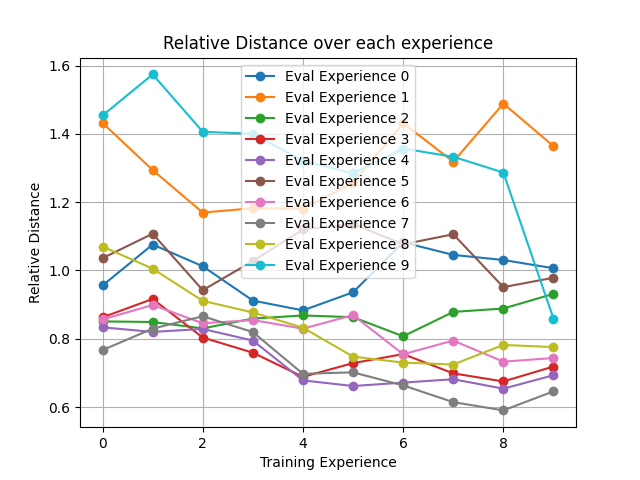 Relative Distance over each experience
1.6
1.4
1.2
1.0
0.8
0.6
Relative Distance
Eval Experience 0
Eval Experience 1
Eval Experience 2
Eval Experience 3
Eval Experience 4
Eval Experience 5
Eval Experience 6
Eval Experience 7
Eval Experience 8
Eval Experience 9
0 2 4 6 8
Training Experience